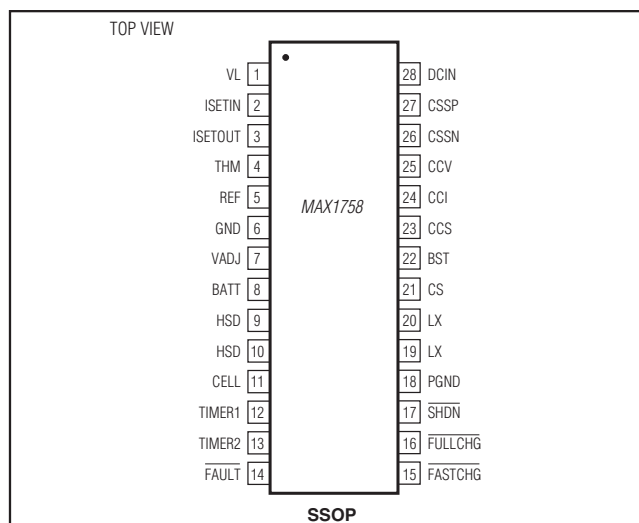 TOP VIEW
VL 1
ISETIN 2
ISETOUT 3
THM 4
REF 5
GND 6
VADJ 7
BATT 8
HSD 9
HSD 10
CELL 11
TIMER1 12
TIMER2 13
FAULT 14
MAX1758
28 DCIN
27 CSSP
26 CSSN
25 CCV
24 CCI
23 CCS
22 BST
21 CS
20 LX
19 LX
18 PGND
17 SHDN
16 FULLCHG
15 FASTCHG
SSOP